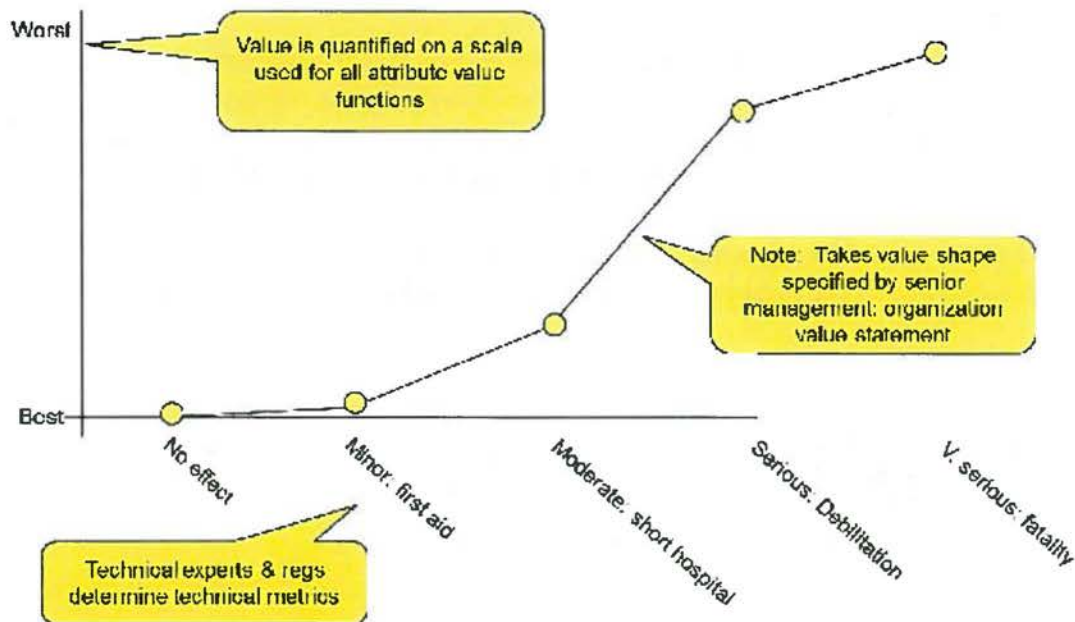 Worst
Value is quantified on a scale
used for all attribute value
functions
Note: Takes value shape
specified by senior
management: organization
value statement
Best
No effect
Minor: first aid
Moderate: short hospital
Serious: Debilitation
V. serious: fatality
Technical experts & regs
determine technical metrics